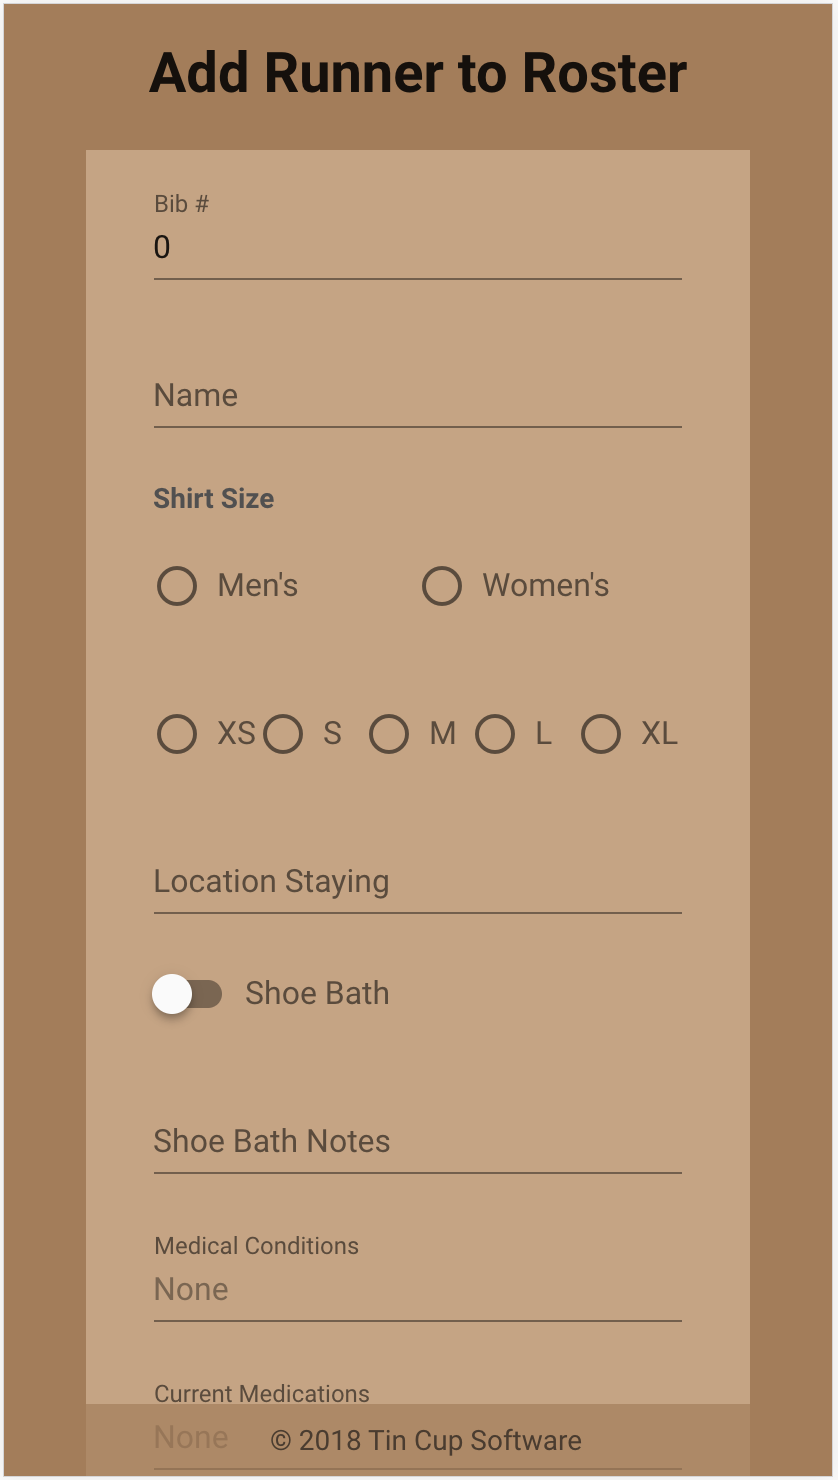 Add Runner to Roster
Bib #
0
Name
Shirt Size
Men's Women's
XS S M L XL
Location Staying
Shoe Bath
Shoe Bath Notes
Medical Conditions
None
Current Medications
None © 2018 Tin Cup Software